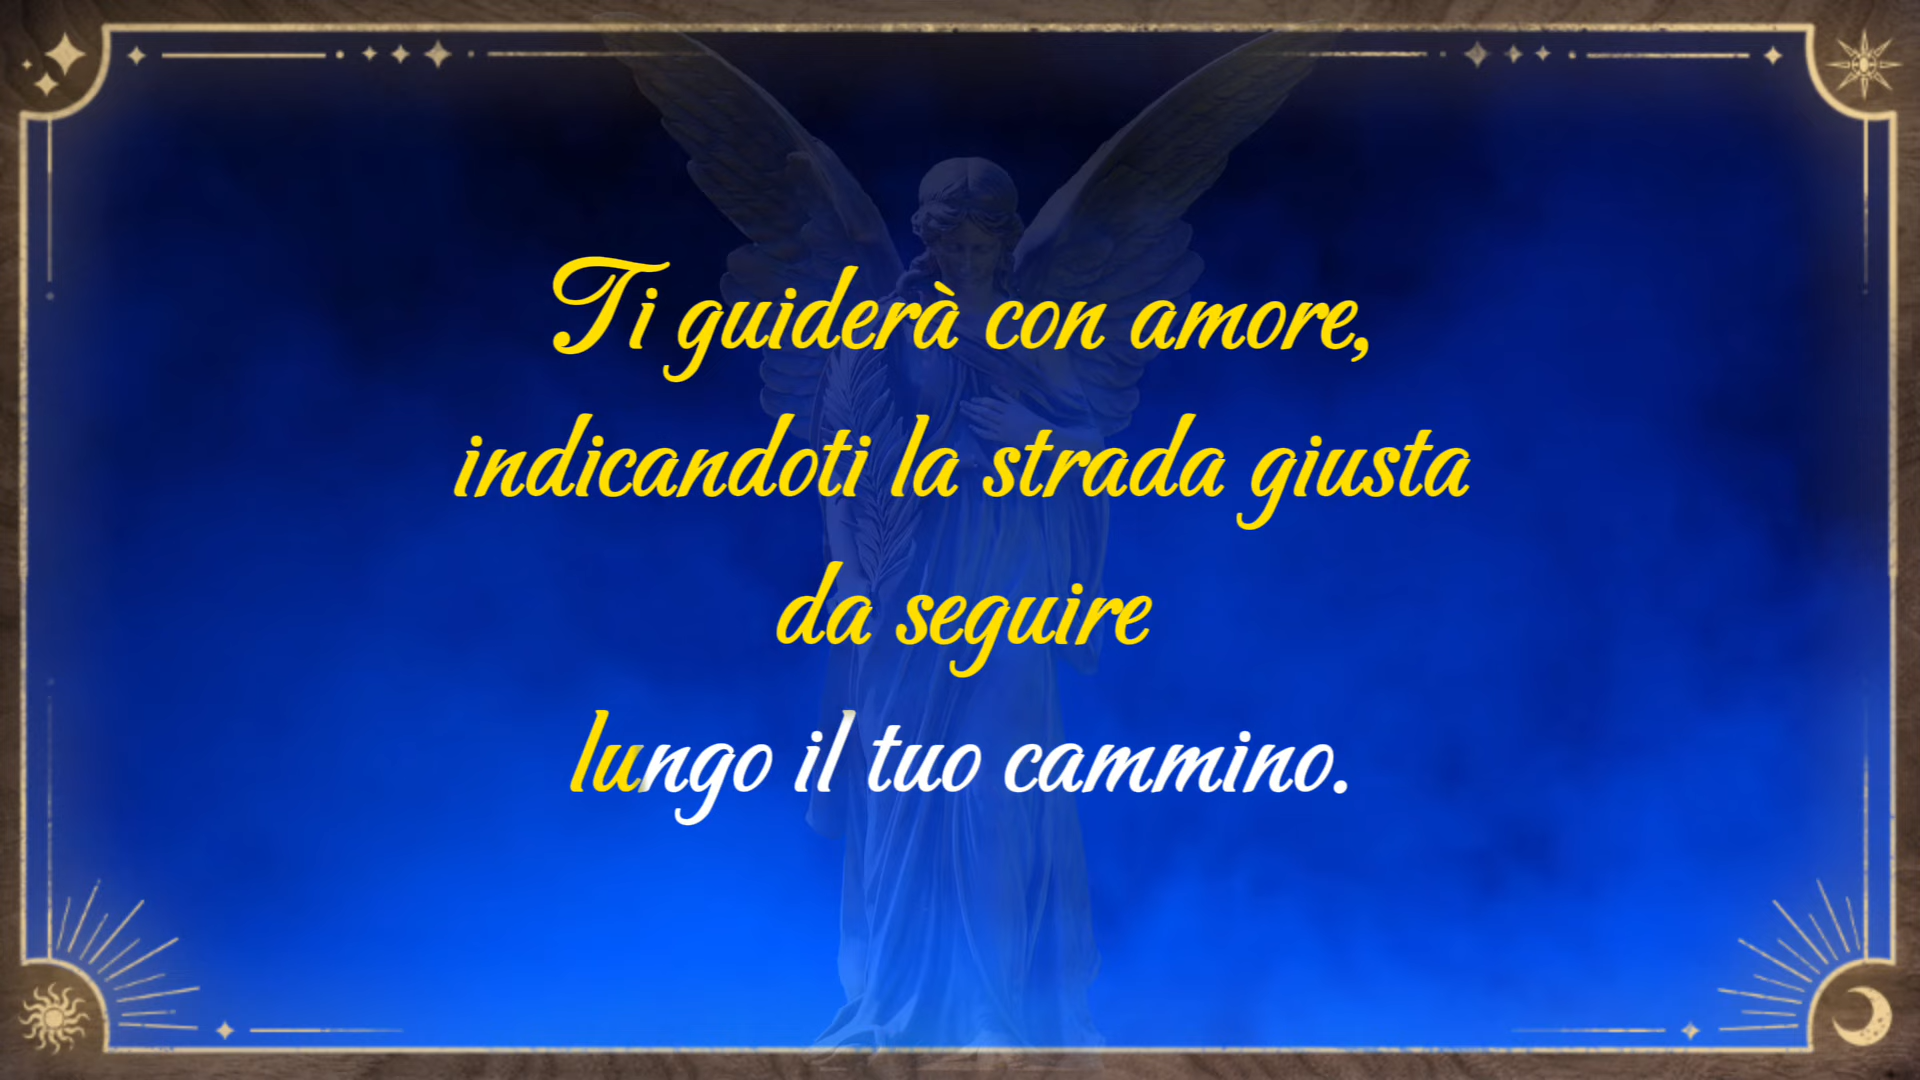 Ti guiderà con amore,
indicandoti la strada giusta
da seguire
lungo il tuo cammino.